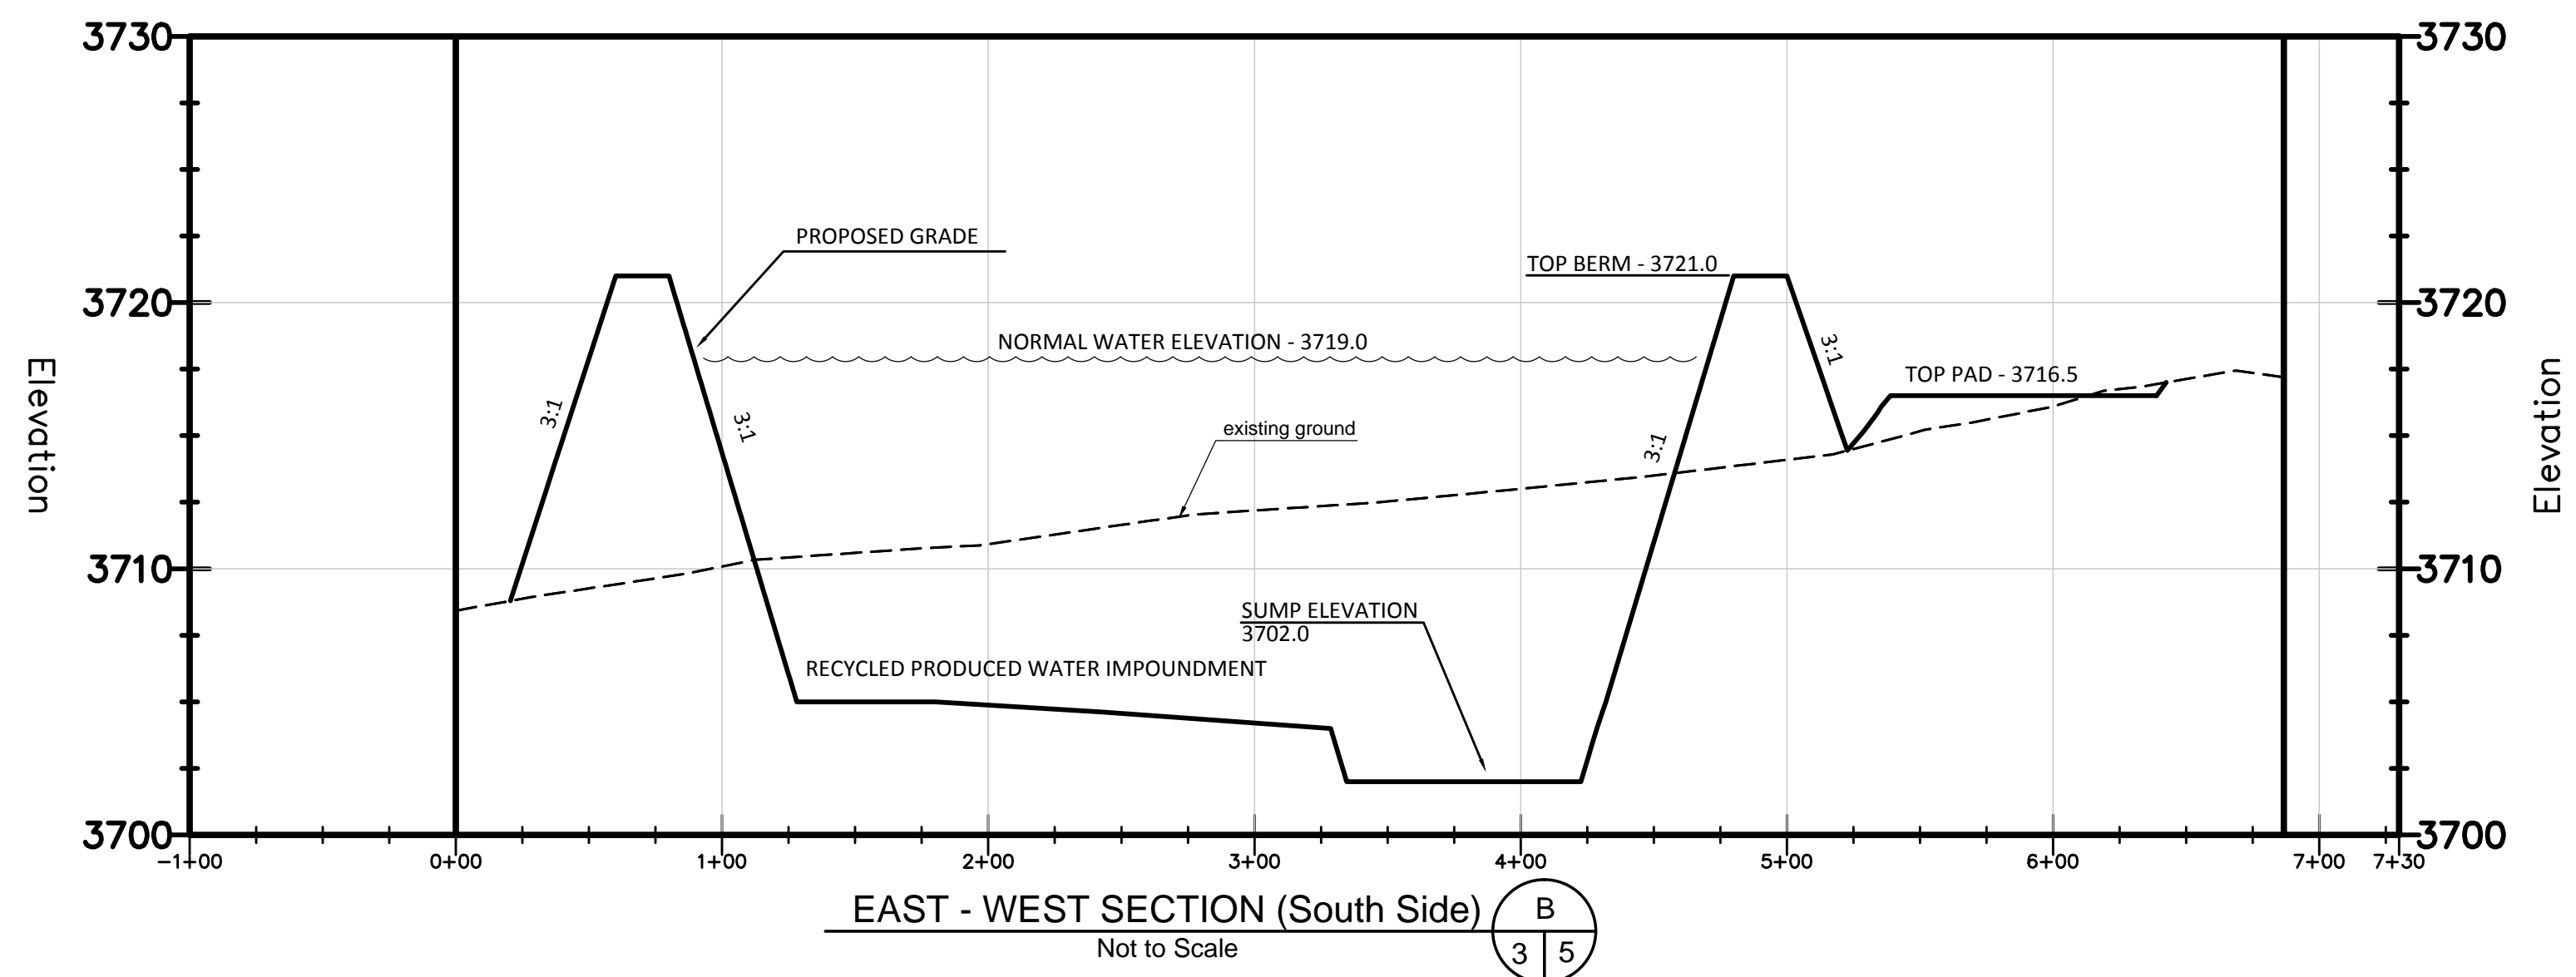 3730
3730
PROPOSED GRADE
TOP BERM - 3721.0
3720
3720
NORMAL WATER ELEVATION - 3719.0
3:1
TOP PAD - 3716.5
Elevation
Elevation
3:1
3:1
existing ground
3:1
3710
3710
SUMP ELEVATION
3702.0
RECYCLED PRODUCED WATER IMPOUNDMENT
3700
3700
-1+00 0+00 1+00 2+00 3+00 4+00 5+00 6+00 7+00 7+30
EAST - WEST SECTION (South Side)
B
Not to Scale
3 5